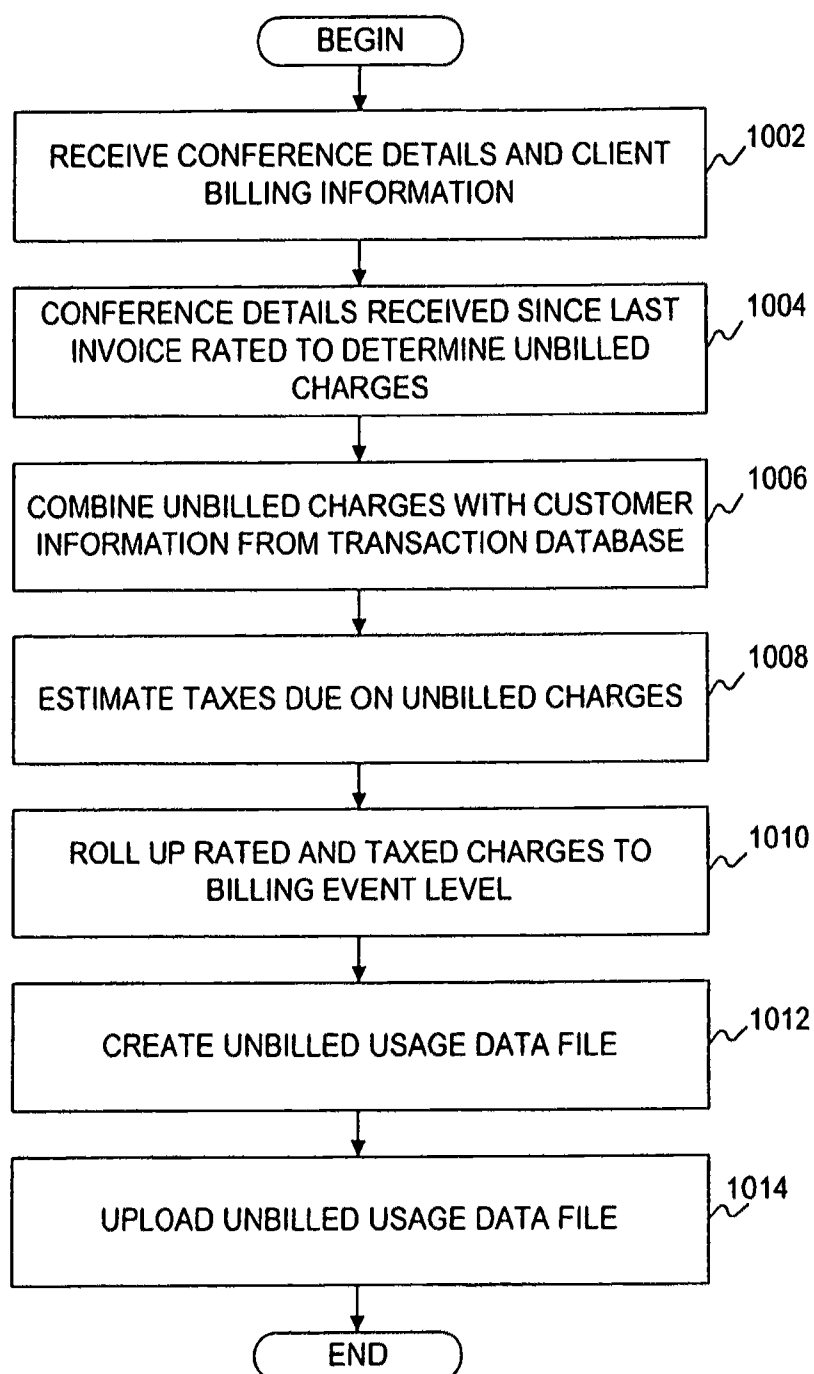 BEGIN
RECEIVE CONFERENCE DETAILS AND CLIENT
BILLING INFORMATION
1002
CONFERENCE DETAILS RECEIVED SINCE LAST
INVOICE RATED TO DETERMINE UNBILLED
CHARGES
1004
COMBINE UNBILLED CHARGES WITH CUSTOMER
INFORMATION FROM TRANSACTION DATABASE
1006
ESTIMATE TAXES DUE ON UNBILLED CHARGES
1008
ROLL UP RATED AND TAXED CHARGES TO
BILLING EVENT LEVEL
1010
CREATE UNBILLED USAGE DATA FILE
1012
UPLOAD UNBILLED USAGE DATA FILE
1014
END